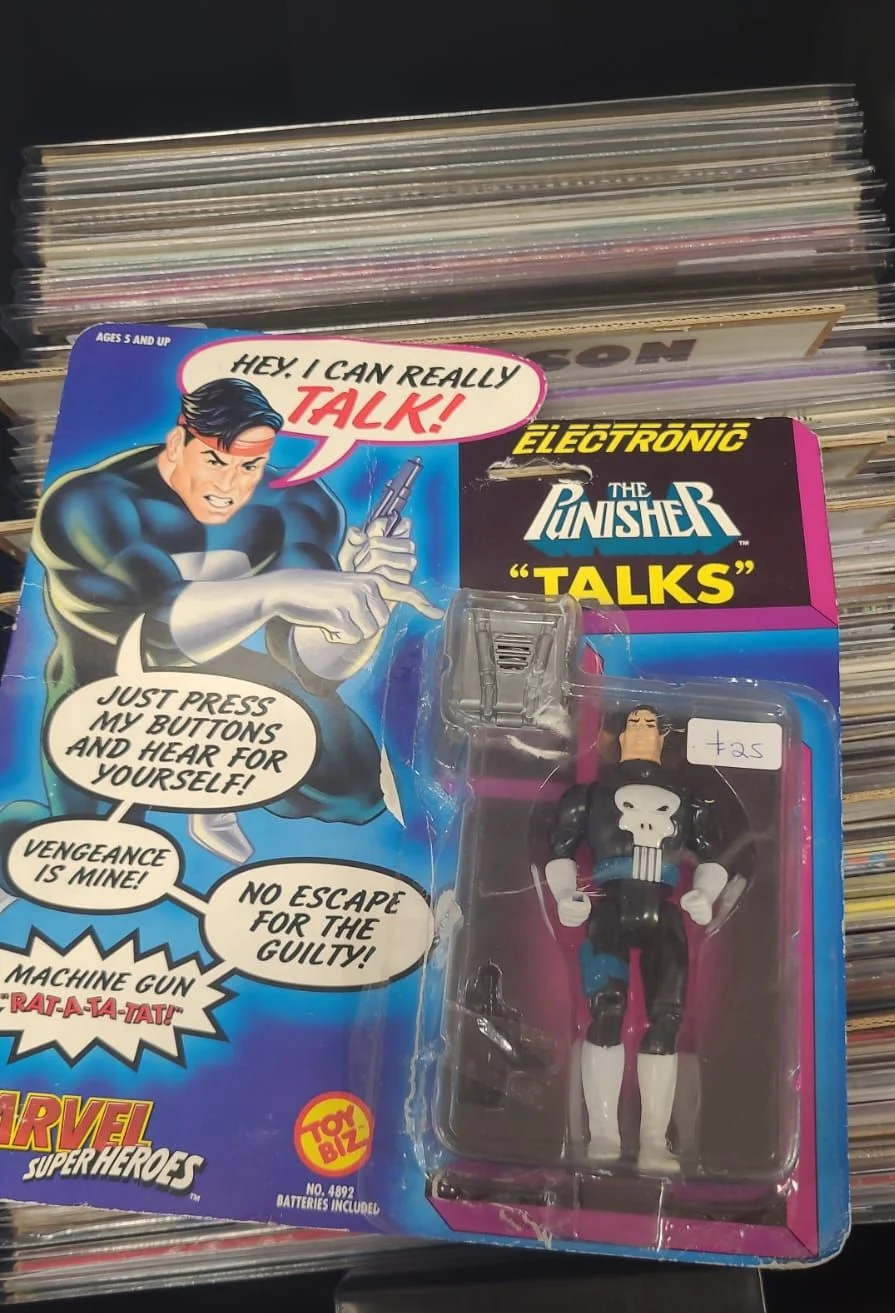 SON
AGES 5 AND UP
HEY. I CAN REALLY
TALK!
ELECTRONIC
THE
PUNISHER™
"TALKS"
JUST PRESS
MY BUTTONS
AND HEAR FOR
YOURSELF!
VENGEANCE
IS MINE!
NO ESCAPE
FOR THE
GUILTY!
MACHINE GUN
"RAT-A-TA-TAT!"
$25
ARVEL
SUPER HEROES™
TOY
BIZ
NO. 4892
BATTERIES INCLUDED